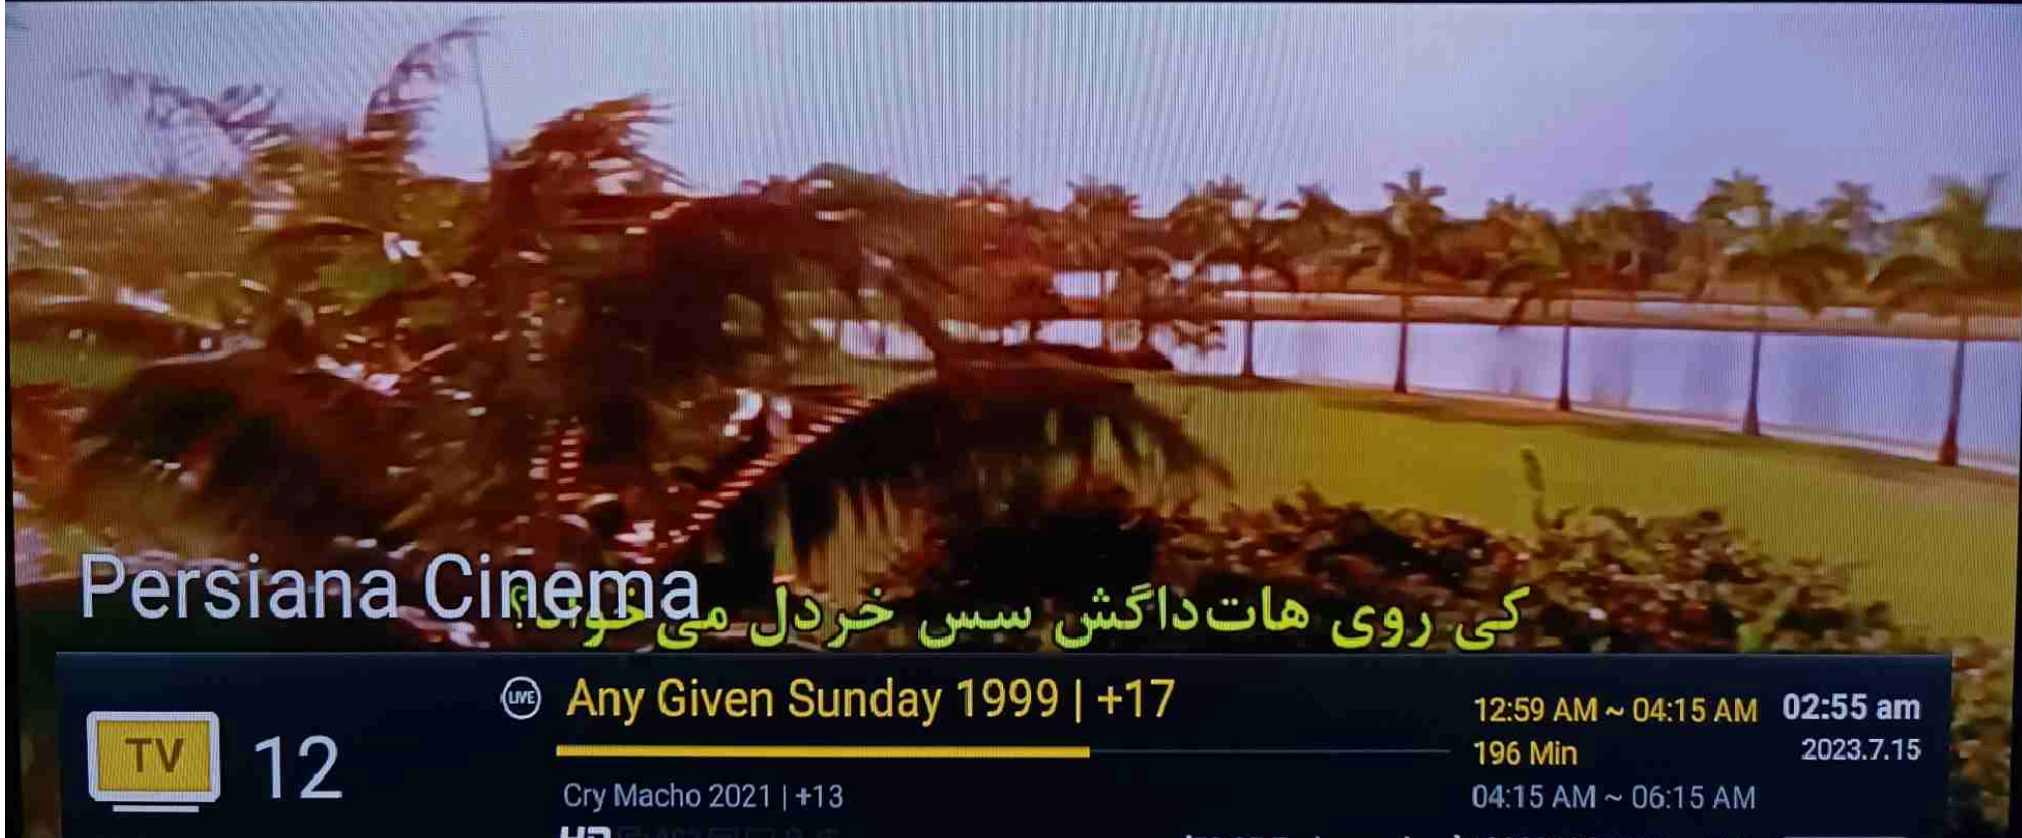 Persiana Cinema
کی روی هات‌داگش سس خردل می‌خواد؟
LIVE Any Given Sunday 1999 | +17
12:59 AM ~ 04:15 AM 02:55 am
TV 12
196 Min 2023.7.15
Cry Macho 2021 | +13
04:15 AM ~ 06:15 AM
HD